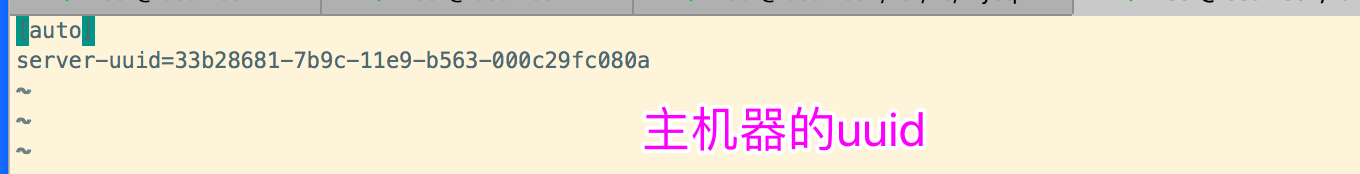 [auto]
server-uuid=33b28681-7b9c-11e9-b563-000c29fc080a
~
~
~
主机器的uuid